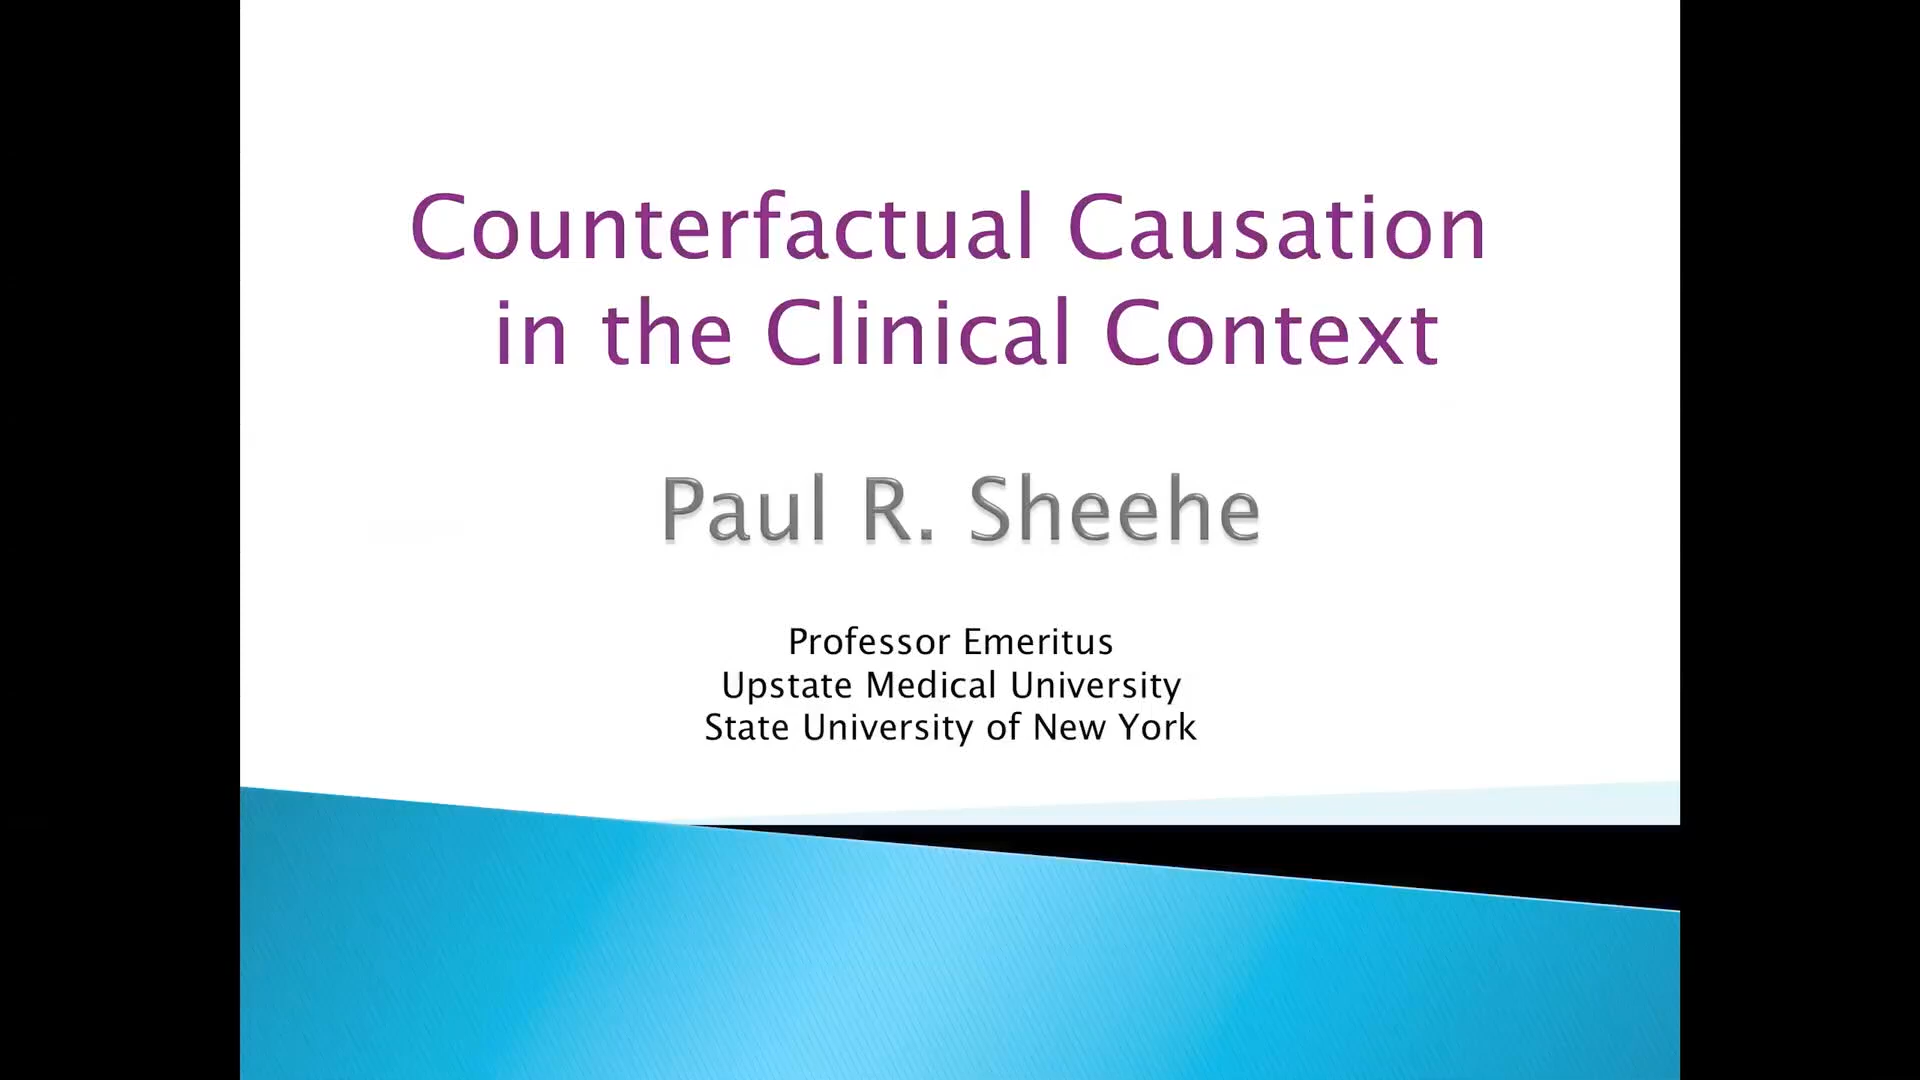 Counterfactual Causation
in the Clinical Context
Paul R. Sheehe
Professor Emeritus
Upstate Medical University
State University of New York